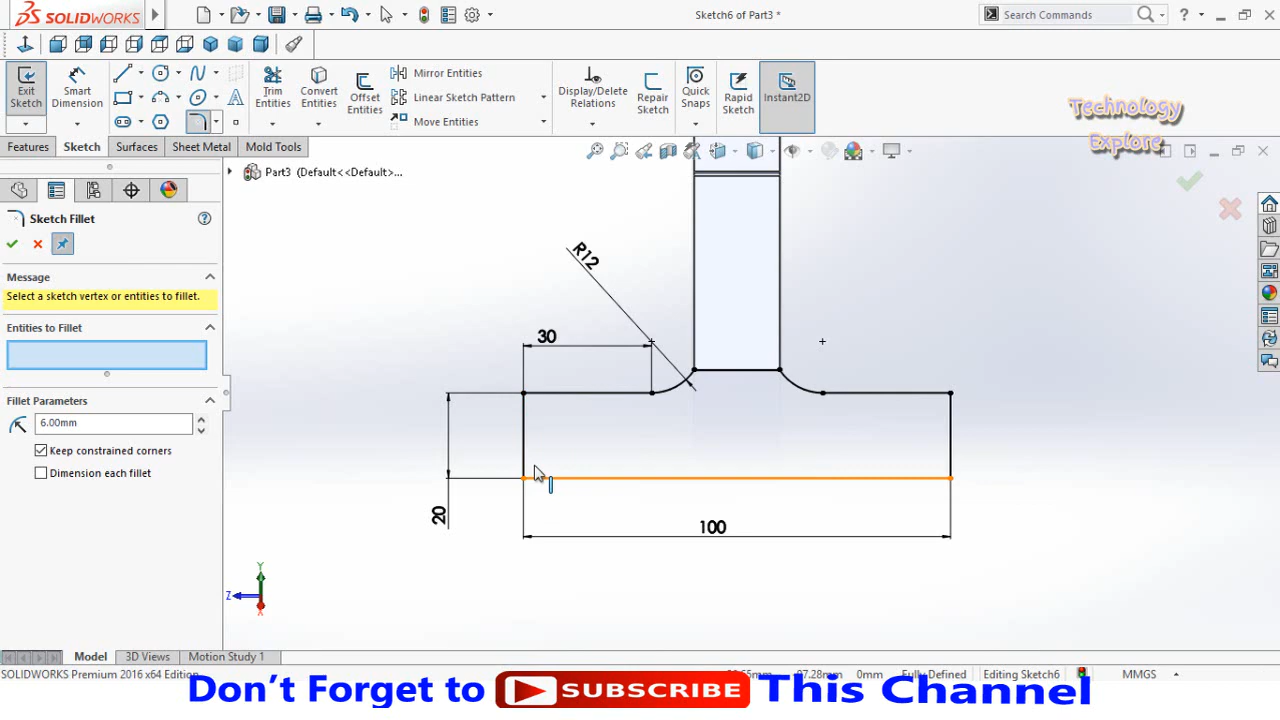 SOLIDWORKS
Sketch6 of Part3 *
Search Commands
Exit Sketch
Smart Dimension
Trim Entities
Convert Entities
Offset Entities
Mirror Entities
Linear Sketch Pattern
Move Entities
Display/Delete Relations
Repair Sketch
Quick Snaps
Rapid Sketch
Instant2D
Technology
Explore
Features
Sketch
Surfaces
Sheet Metal
Mold Tools
Part3 (Default<<Default>...
Sketch Fillet
Message
Select a sketch vertex or entities to fillet.
Entities to Fillet
Fillet Parameters
6.00mm
Keep constrained corners
Dimension each fillet
R12
30
20
100
Y
Z
X
Model
3D Views
Motion Study 1
SOLIDWORKS Premium 2016 x64 Edition
0mm
Fully Defined
Editing Sketch6
MMGS
Don't Forget to
SUBSCRIBE
This Channel